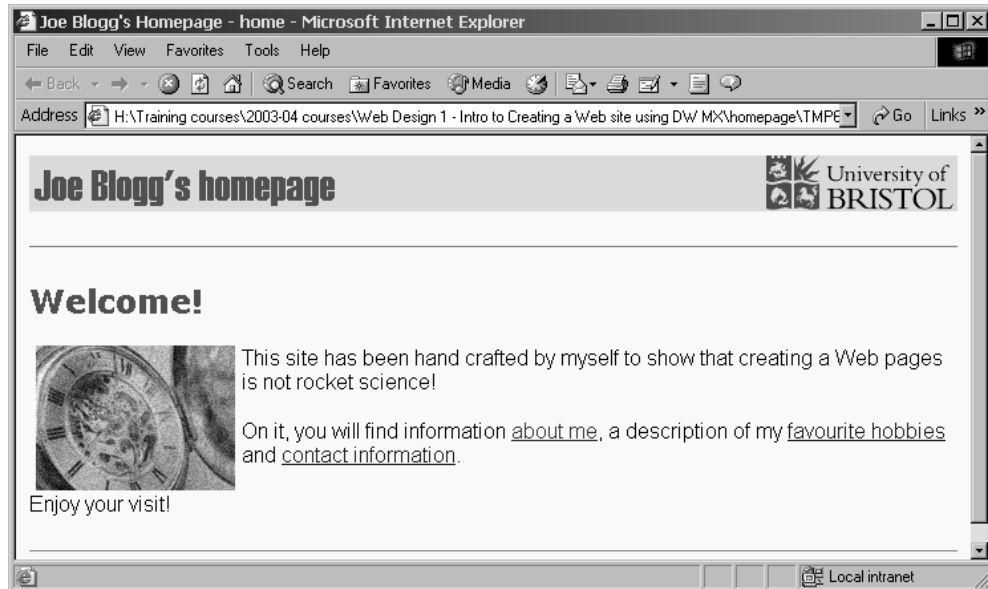 Joe Blogg's Homepage - home - Microsoft Internet Explorer
File Edit View Favorites Tools Help
Back Search Favorites Media
Address H:\Training courses\2003-04 courses\Web Design 1 - Intro to Creating a Web site using DW MX\homepage\TMP Go Links »
Joe Blogg's homepage
University of
BRISTOL
Welcome!
This site has been hand crafted by myself to show that creating a Web pages
is not rocket science!
On it, you will find information about me, a description of my favourite hobbies
and contact information.
Enjoy your visit!
Local intranet